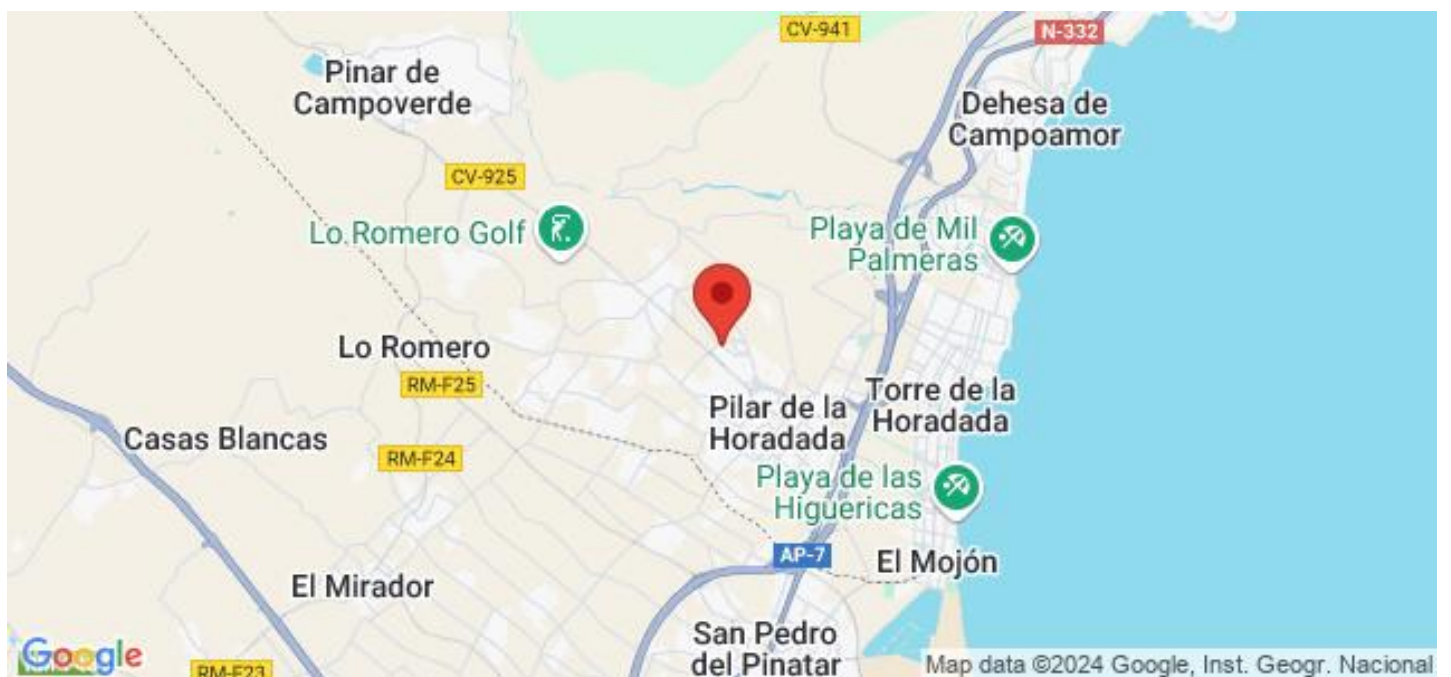 CV-941
N-332
Pinar de
Campoverde
Dehesa de
Campoamor
CV-925
Lo Romero Golf
Playa de Mil
Palmeras
Lo Romero
RM-F25
Torre de la
Horadada
Pilar de la
Horadada
Casas Blancas
RM-F24
Playa de las
Higuericas
AP-7
El Mojón
El Mirador
San Pedro
del Pinatar
Google
RM-F23
Map data ©2024 Google, Inst. Geogr. Nacional